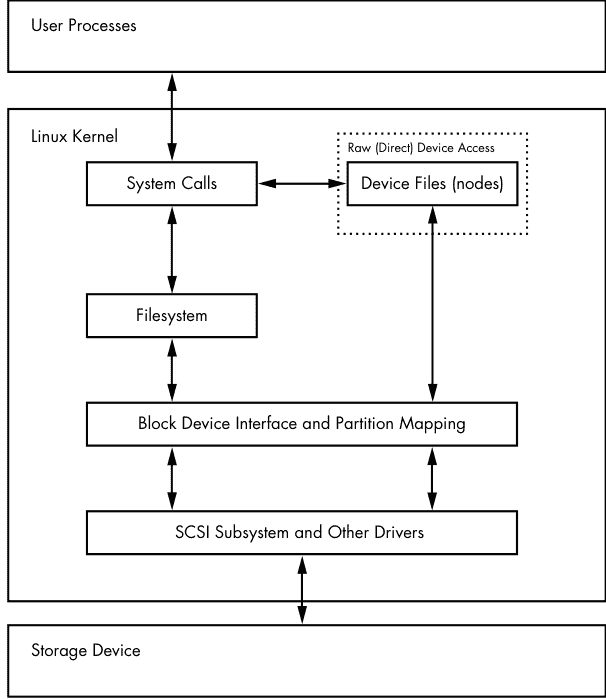 User Processes
Linux Kernel
Raw (Direct) Device Access
System Calls
Device Files (nodes)
Filesystem
Block Device Interface and Partition Mapping
SCSI Subsystem and Other Drivers
Storage Device